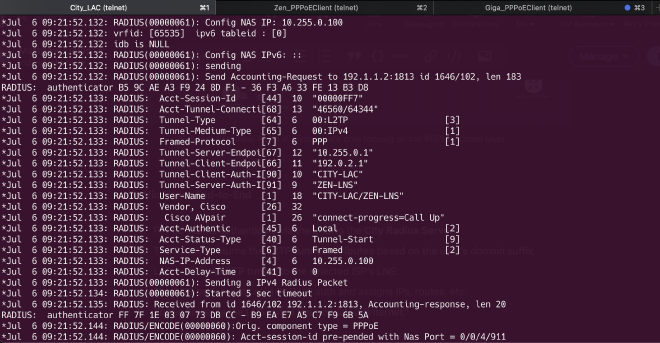 City_LAC (telnet) ⌘1 Zen_PPPoEClient (telnet) ⌘2 Giga_PPPoEClient (telnet) ⌘3
*Jul  6 09:21:52.132: RADIUS(00000061): Config NAS IP: 10.255.0.100
*Jul  6 09:21:52.132: vrfid: [65535]  ipv6 tableid : [0]
*Jul  6 09:21:52.132: idb is NULL
*Jul  6 09:21:52.132: RADIUS(00000061): Config NAS IPv6: ::
*Jul  6 09:21:52.132: RADIUS(00000061): sending
*Jul  6 09:21:52.132: RADIUS(00000061): Send Accounting-Request to 192.1.1.2:1813 id 1646/102, len 183
RADIUS:  authenticator B5 9C AE A3 F9 24 8D F1 - 36 F3 A6 33 FE 13 B3 D8
*Jul  6 09:21:52.133: RADIUS:  Acct-Session-Id     [44]  10  "00000FF7"
*Jul  6 09:21:52.133: RADIUS:  Acct-Tunnel-Connecti[68]  13  "46560/64344"
*Jul  6 09:21:52.133: RADIUS:  Tunnel-Type         [64]  6   00:L2TP                   [3]
*Jul  6 09:21:52.133: RADIUS:  Tunnel-Medium-Type  [65]  6   00:IPv4                   [1]
*Jul  6 09:21:52.133: RADIUS:  Framed-Protocol     [7]   6   PPP                       [1]
*Jul  6 09:21:52.133: RADIUS:  Tunnel-Server-Endpoi[67]  12  "10.255.0.1"
*Jul  6 09:21:52.133: RADIUS:  Tunnel-Client-Endpoi[66]  11  "192.0.2.1"
*Jul  6 09:21:52.133: RADIUS:  Tunnel-Client-Auth-I[90]  10  "CITY-LAC"
*Jul  6 09:21:52.133: RADIUS:  Tunnel-Server-Auth-I[91]  9   "ZEN-LNS"
*Jul  6 09:21:52.133: RADIUS:  User-Name           [1]   18  "CITY-LAC/ZEN-LNS"
*Jul  6 09:21:52.133: RADIUS:  Vendor, Cisco       [26]  32
*Jul  6 09:21:52.133: RADIUS:   Cisco AVpair       [1]   26  "connect-progress=Call Up"
*Jul  6 09:21:52.133: RADIUS:  Acct-Authentic      [45]  6   Local                     [2]
*Jul  6 09:21:52.133: RADIUS:  Acct-Status-Type    [40]  6   Tunnel-Start              [9]
*Jul  6 09:21:52.133: RADIUS:  Service-Type        [6]   6   Framed                    [2]
*Jul  6 09:21:52.133: RADIUS:  NAS-IP-Address      [4]   6   10.255.0.100
*Jul  6 09:21:52.133: RADIUS:  Acct-Delay-Time     [41]  6   0
*Jul  6 09:21:52.133: RADIUS(00000061): Sending a IPv4 Radius Packet
*Jul  6 09:21:52.134: RADIUS(00000061): Started 5 sec timeout
*Jul  6 09:21:52.135: RADIUS: Received from id 1646/102 192.1.1.2:1813, Accounting-response, len 20
RADIUS:  authenticator FF 7F 1E 03 07 73 DB CC - B9 EA E7 A5 C7 F9 6B 5A
*Jul  6 09:21:52.144: RADIUS/ENCODE(00000060):Orig. component type = PPPoE
*Jul  6 09:21:52.144: RADIUS/ENCODE(00000060): Acct-session-id pre-pended with Nas Port = 0/0/4/911